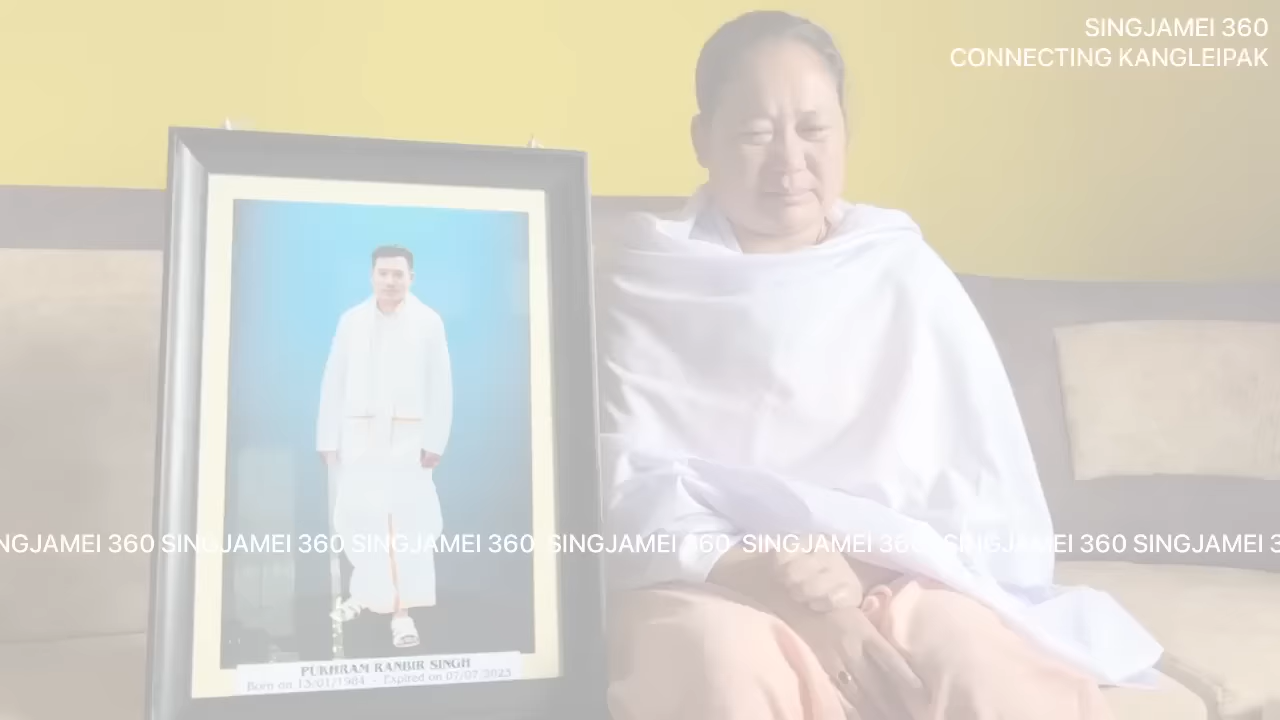 SINGJAMEI 360
CONNECTING KANGLEIPAK
NGJAMEI 360 SINGJAMEI 360 SINGJAMEI 360 SINGJAMEI 360 SINGJAMEI 360 SINGJAMEI 360 SINGJAMEI 3
PUKHRAM RANBIR SINGH
Born on 13/01/1984 - Expired on 07/07/2023